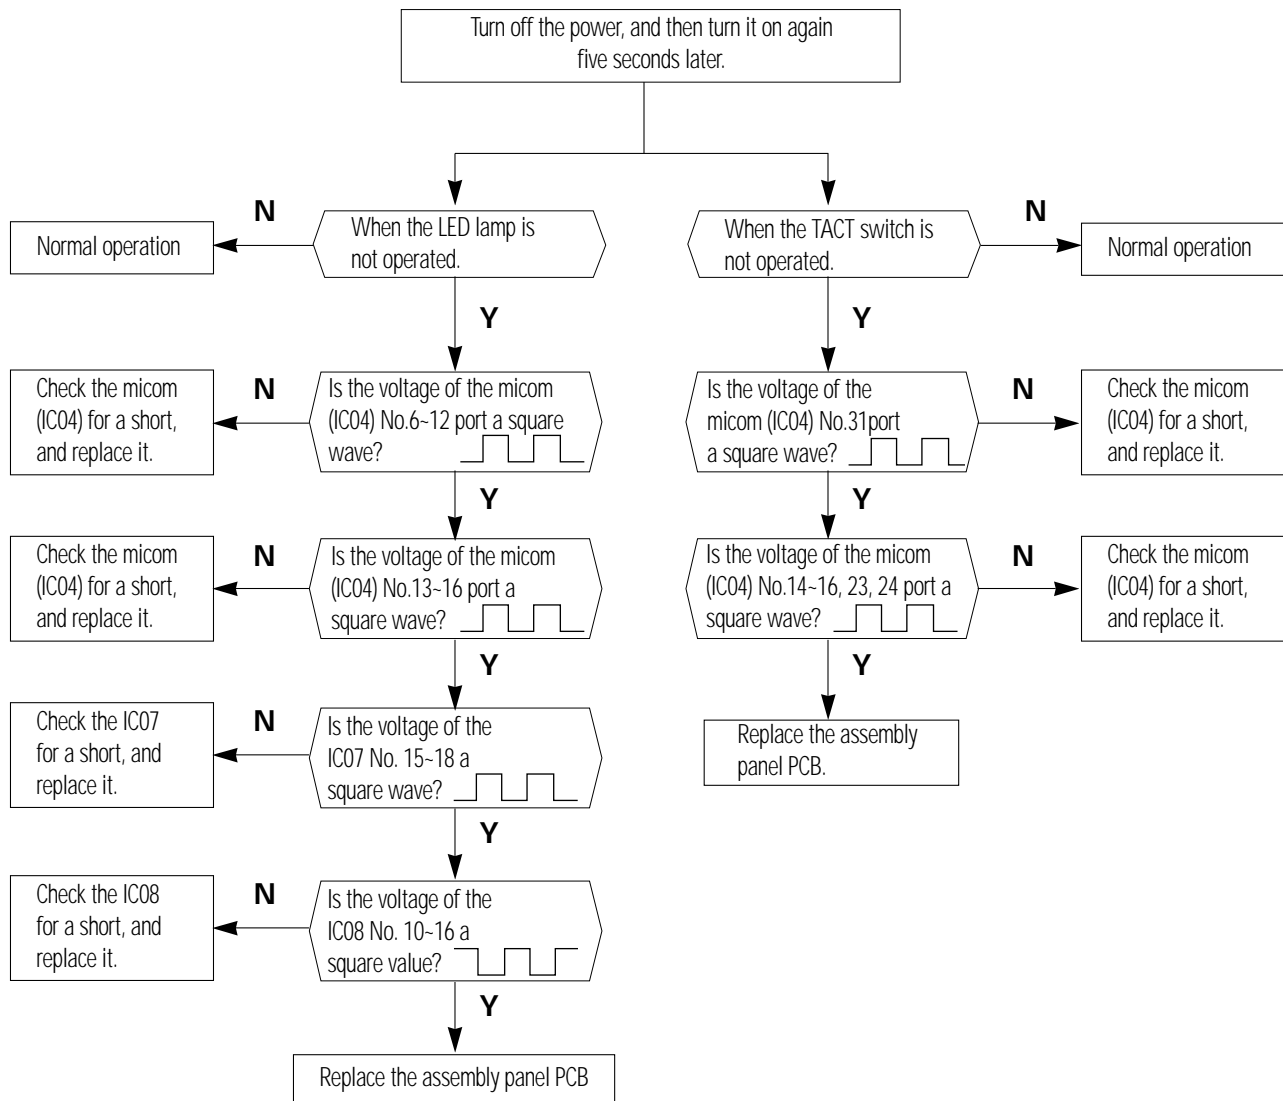 Turn off the power, and then turn it on again
five seconds later.
N
When the LED lamp is
not operated.
Normal operation
Y
When the TACT switch is
not operated.
N
Normal operation
Y
Check the micom
(IC04) for a short,
and replace it.
N
Is the voltage of the micom
(IC04) No.6~12 port a square
wave?
Y
Is the voltage of the
micom (IC04) No.31port
a square wave?
N
Check the micom
(IC04) for a short,
and replace it.
Y
Check the micom
(IC04) for a short,
and replace it.
N
Is the voltage of the micom
(IC04) No.13~16 port a
square wave?
Y
Is the voltage of the micom
(IC04) No.14~16, 23, 24 port a
square wave?
N
Check the micom
(IC04) for a short,
and replace it.
Y
Check the IC07
for a short, and
replace it.
N
Is the voltage of the
IC07 No. 15~18 a
square wave?
Y
Replace the assembly
panel PCB.
Check the IC08
for a short, and
replace it.
N
Is the voltage of the
IC08 No. 10~16 a
square value?
Y
Replace the assembly panel PCB